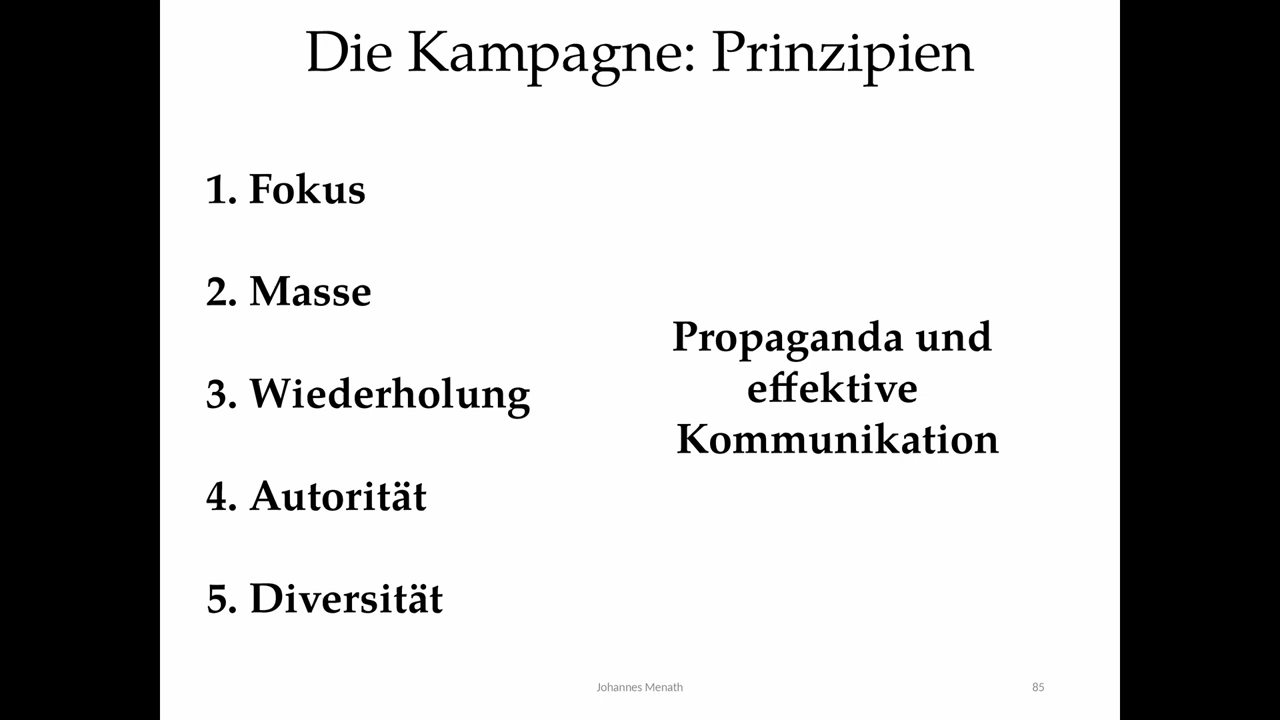 Die Kampagne: Prinzipien
1. Fokus
2. Masse
3. Wiederholung
4. Autorität
5. Diversität
Propaganda und
effektive
Kommunikation
Johannes Menath
85